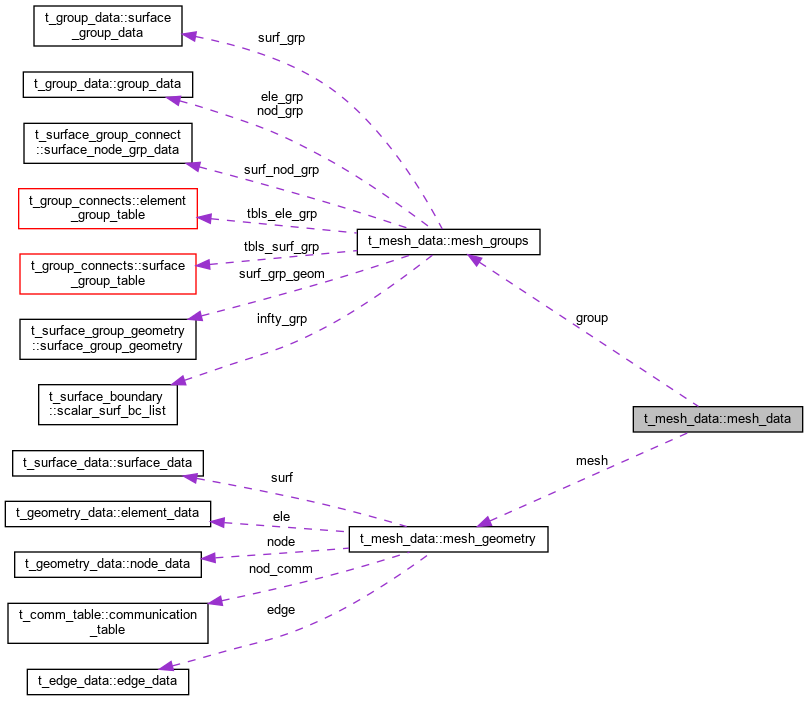 t_group_data::surface
_group_data
surf_grp
t_group_data::group_data
ele_grp
nod_grp
t_surface_group_connect
::surface_node_grp_data
surf_nod_grp
t_group_connects::element
_group_table
tbls_ele_grp
t_mesh_data::mesh_groups
t_group_connects::surface
_group_table
tbls_surf_grp
surf_grp_geom
t_surface_group_geometry
::surface_group_geometry
infty_grp
group
t_surface_boundary
::scalar_surf_bc_list
t_mesh_data::mesh_data
mesh
t_surface_data::surface_data
surf
t_geometry_data::element_data
ele
t_mesh_data::mesh_geometry
node
t_geometry_data::node_data
nod_comm
t_comm_table::communication
_table
edge
t_edge_data::edge_data